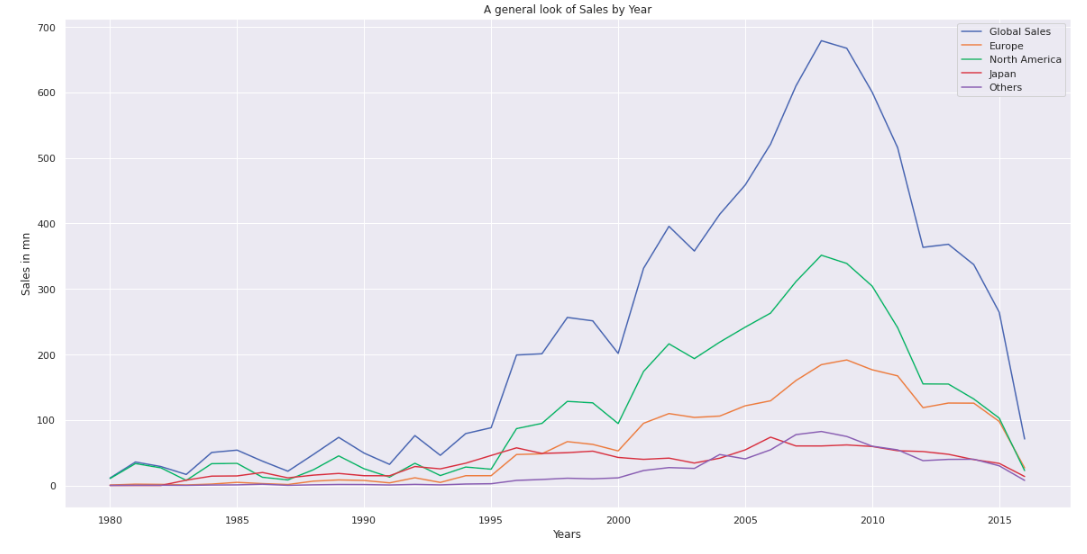 A general look of Sales by Year
Global Sales
Europe
North America
Japan
Others
700
600
500
400
300
200
100
0
Sales in mn
1980 1985 1990 1995 2000 2005 2010 2015
Years